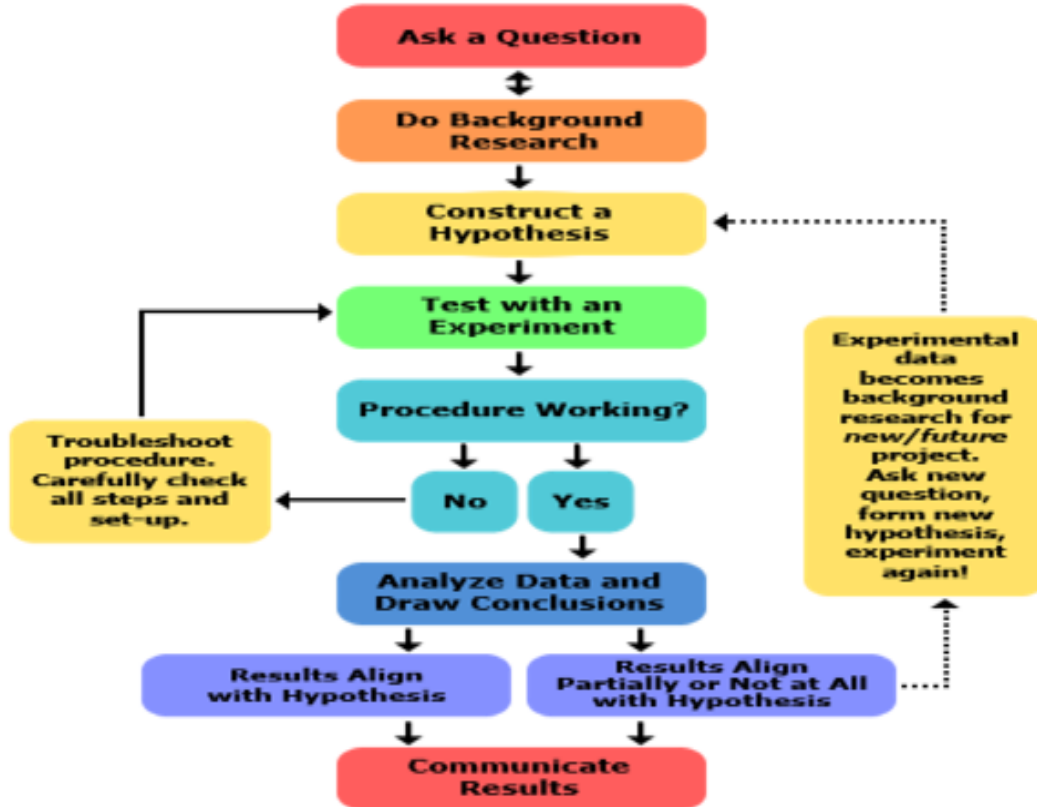 Ask a Question
Do Background
Research
Construct a
Hypothesis
Test with an
Experiment
Procedure Working?
Troubleshoot
procedure.
Carefully check
all steps and
set-up.
No
Yes
Experimental
data
becomes
background
research for
new/future
project.
Ask new
question,
form new
hypothesis,
experiment
again!
Analyze Data and
Draw Conclusions
Results Align
with Hypothesis
Results Align
Partially or Not at All
with Hypothesis
Communicate
Results